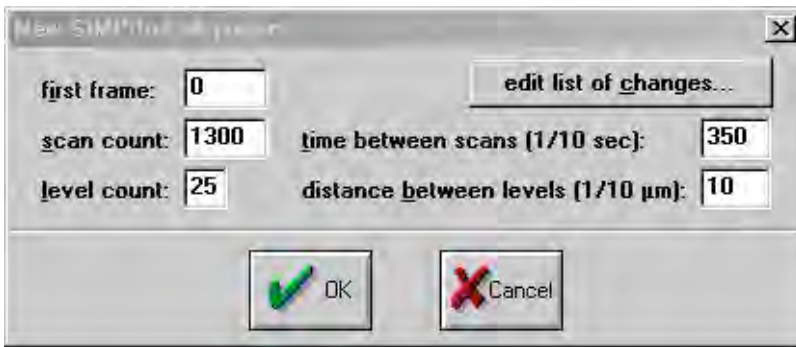 New
first frame: 0 edit list of changes...
scan count: 1300 time between scans (1/10 sec): 350
level count: 25 distance between levels (1/10 µm): 10
OK Cancel